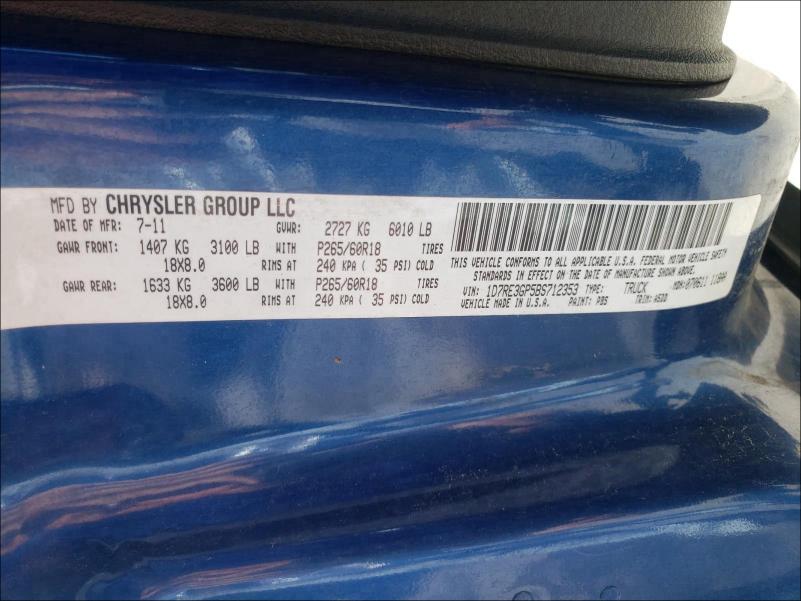 MFD BY CHRYSLER GROUP LLC
DATE OF MFR: 7-11 GVWR: 2727 KG 6010 LB
GAWR FRONT: 1407 KG 3100 LB WITH P265/60R18 TIRES
18X8.0 RIMS AT 240 KPA ( 35 PSI) COLD
GAWR REAR: 1633 KG 3600 LB WITH P265/60R18 TIRES
18X8.0 RIMS AT 240 KPA ( 35 PSI) COLD
THIS VEHICLE CONFORMS TO ALL APPLICABLE U.S.A. FEDERAL MOTOR VEHICLE SAFETY
STANDARDS IN EFFECT ON THE DATE OF MANUFACTURE SHOWN ABOVE.
VIN: 1D7RE3GP5BS712353 TYPE: TRUCK MDH:
VEHICLE MADE IN U.S.A. PAINT: PBS TRIM: